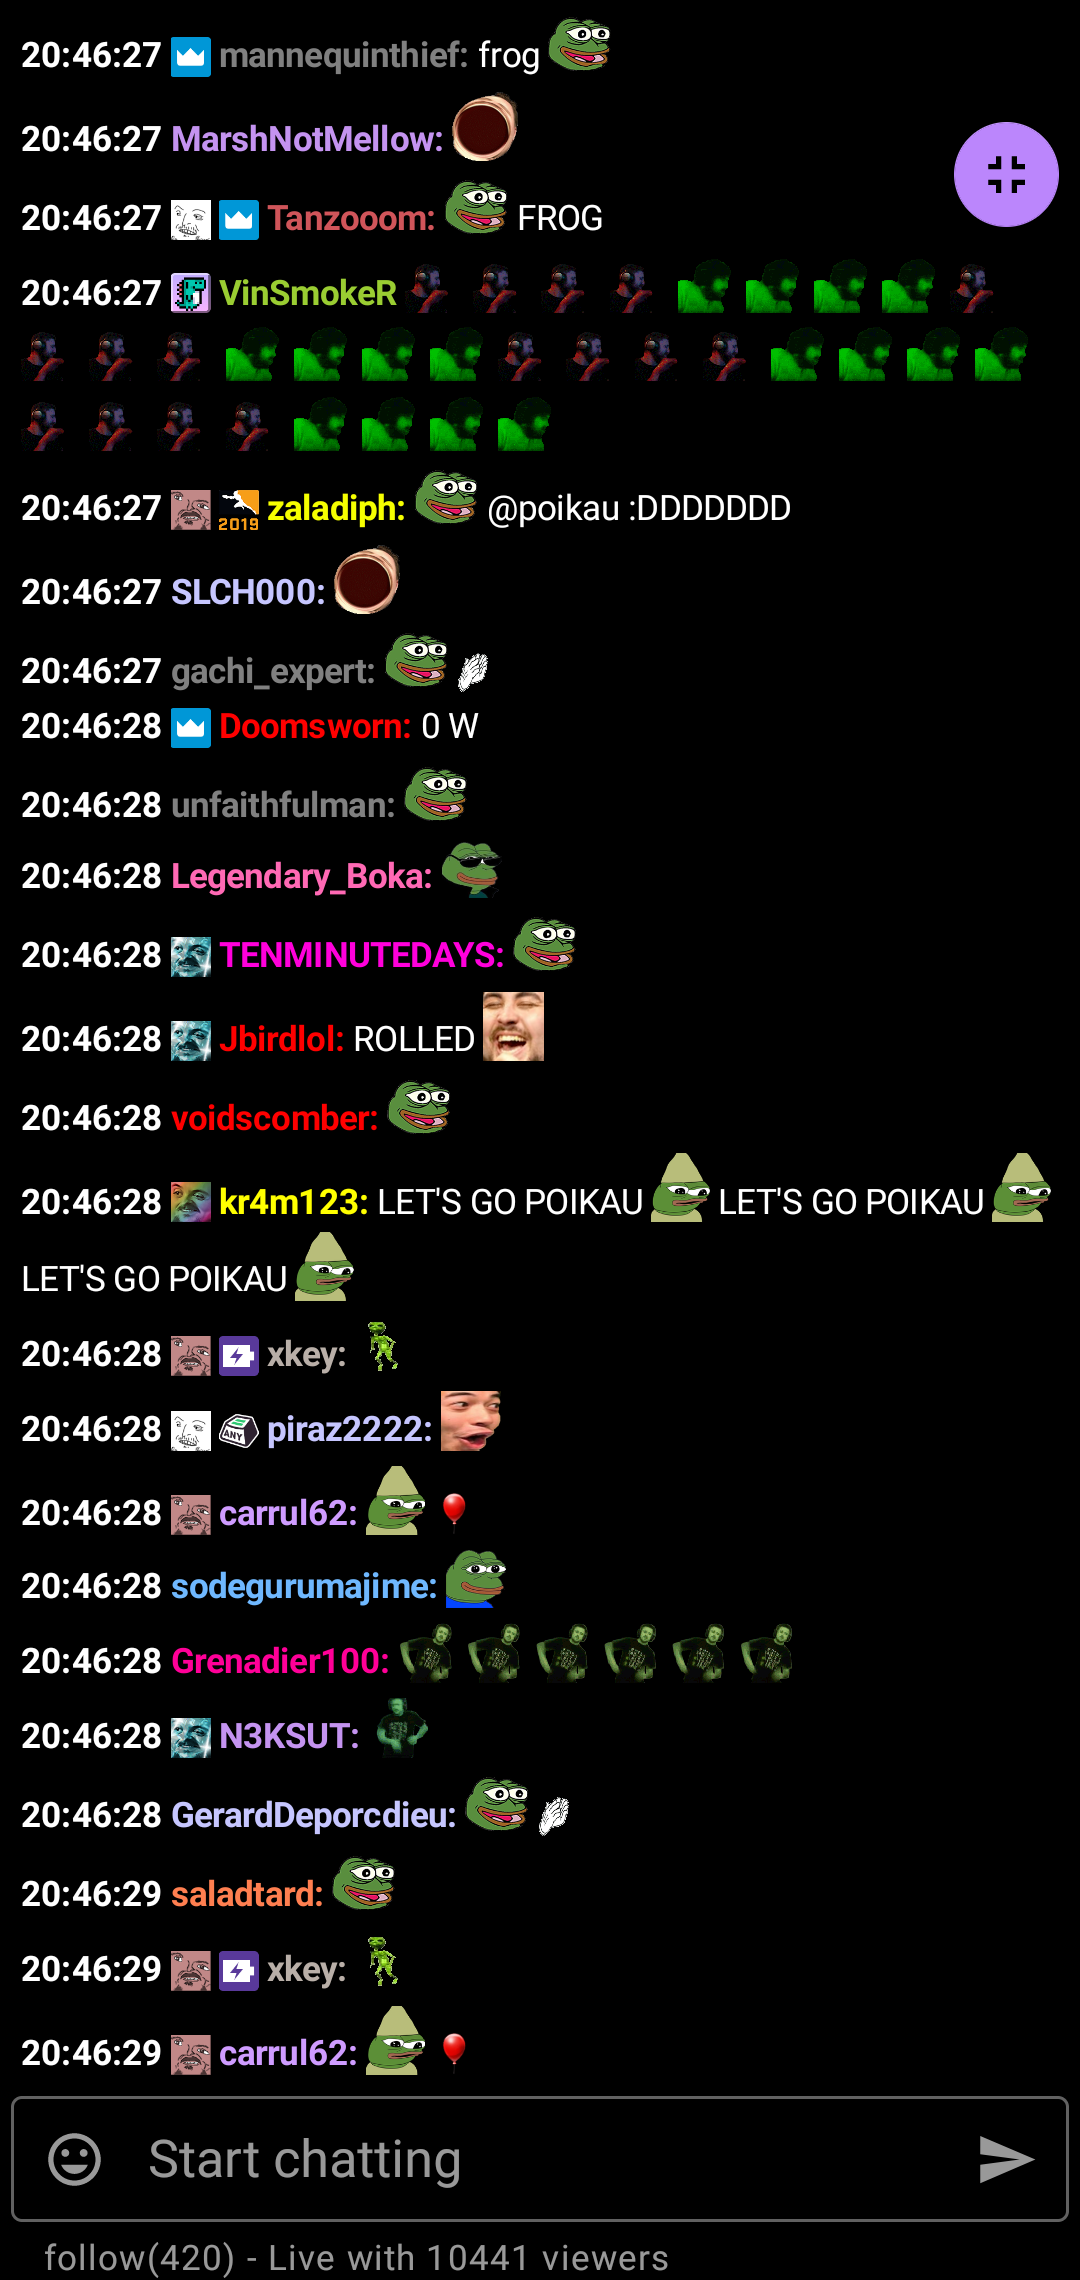 20:46:27 mannequinthief: frog
20:46:27 MarshNotMellow:
20:46:27 Tanzooom: FROG
20:46:27 VinSmokeR
20:46:27 2019 zaladiph: @poikau :DDDDDDD
20:46:27 SLCH000:
20:46:27 gachi_expert:
20:46:28 Doomsworn: 0 W
20:46:28 unfaithfulman:
20:46:28 Legendary_Boka:
20:46:28 TENMINUTEDAYS:
20:46:28 Jbirdlol: ROLLED
20:46:28 voidscomber:
20:46:28 kr4m123: LET'S GO POIKAU LET'S GO POIKAU
LET'S GO POIKAU
20:46:28 xkey:
20:46:28 ANY piraz2222:
20:46:28 carrul62:
20:46:28 sodegurumajime:
20:46:28 Grenadier100:
20:46:28 N3KSUT:
20:46:28 GerardDeporcdieu:
20:46:29 saladtard:
20:46:29 xkey:
20:46:29 carrul62:
Start chatting
follow(420) - Live with 10441 viewers